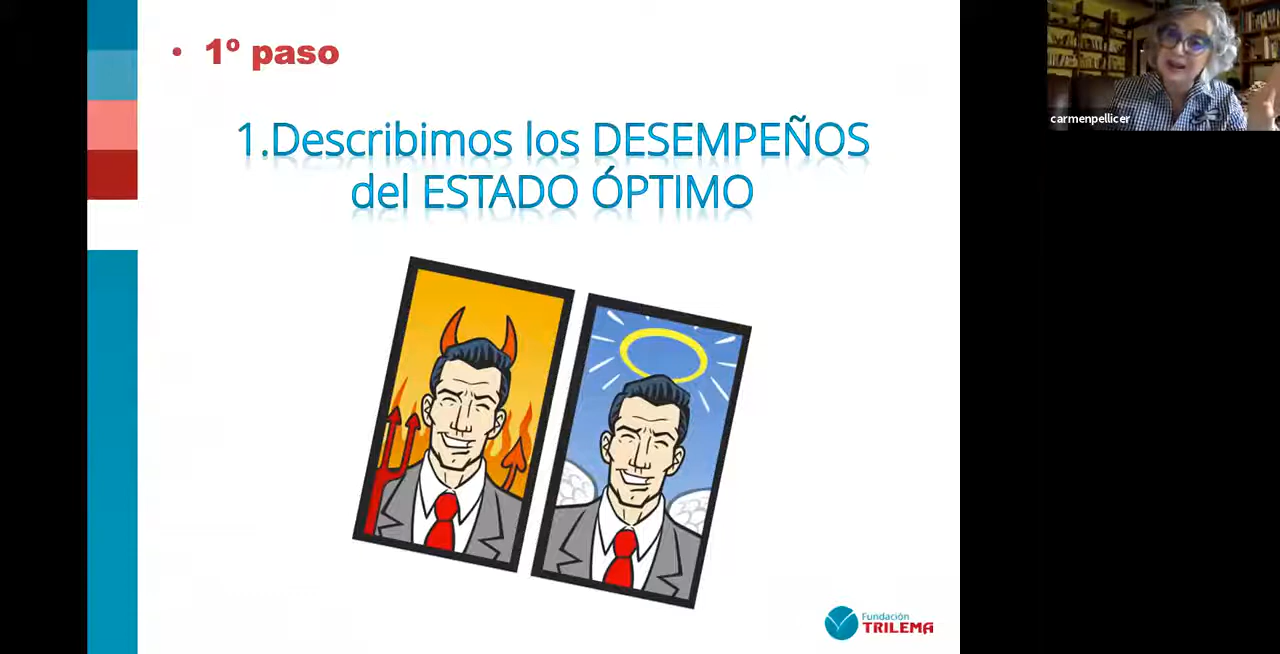 • 1º paso
1.Describimos los DESEMPEÑOS
del ESTADO ÓPTIMO
carmenpellicer
Fundación
TRILEMA